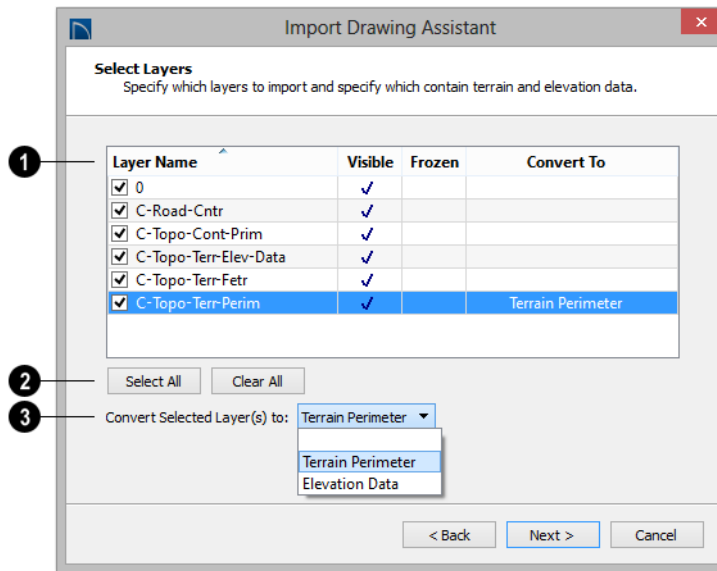 Import Drawing Assistant
Select Layers
Specify which layers to import and specify which contain terrain and elevation data.
1
Layer Name Visible Frozen Convert To
0
C-Road-Cntr
C-Topo-Cont-Prim
C-Topo-Terr-Elev-Data
C-Topo-Terr-Fetr
C-Topo-Terr-Perim Terrain Perimeter
2 Select All Clear All
3 Convert Selected Layer(s) to: Terrain Perimeter
Terrain Perimeter
Elevation Data
< Back Next > Cancel